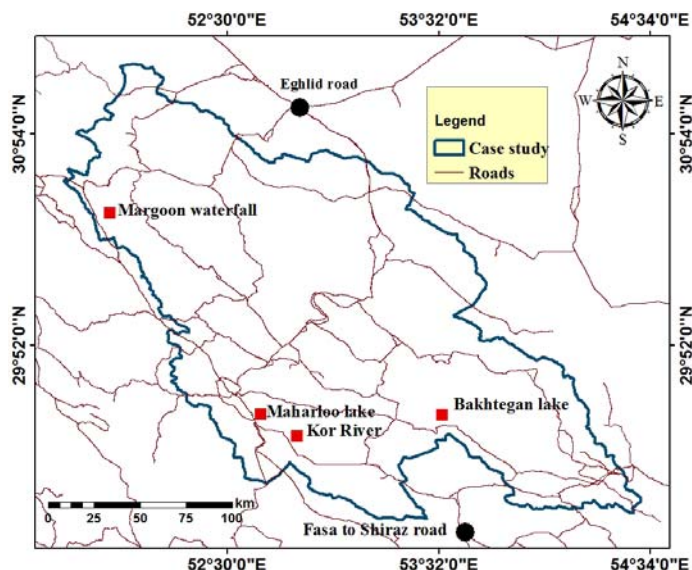 52°30'0"E 53°32'0"E 54°34'0"E
Eghlid road
N
W E
S
30°54'0"N 30°54'0"N
Legend
Case study
Roads
Margoon waterfall
29°52'0"N 29°52'0"N
Maharloo lake
Bakhtegan lake
Kor River
km
0 12.5 25 50 75 100
Fasa to Shiraz road
52°30'0"E 53°32'0"E 54°34'0"E